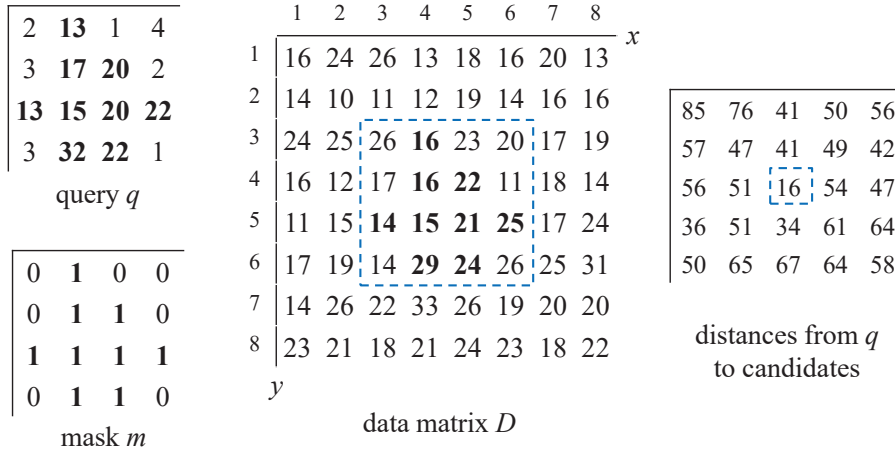 2 13 1 4
3 17 20 2
13 15 20 22
3 32 22 1
query q
0 1 0 0
0 1 1 0
1 1 1 1
0 1 1 0
mask m
1 2 3 4 5 6 7 8
x
1 16 24 26 13 18 16 20 13
2 14 10 11 12 19 14 16 16
3 24 25 26 16 23 20 17 19
4 16 12 17 16 22 11 18 14
5 11 15 14 15 21 25 17 24
6 17 19 14 29 24 26 25 31
7 14 26 22 33 26 19 20 20
8 23 21 18 21 24 23 18 22
y
data matrix D
85 76 41 50 56
57 47 41 49 42
56 51 16 54 47
36 51 34 61 64
50 65 67 64 58
distances from q
to candidates